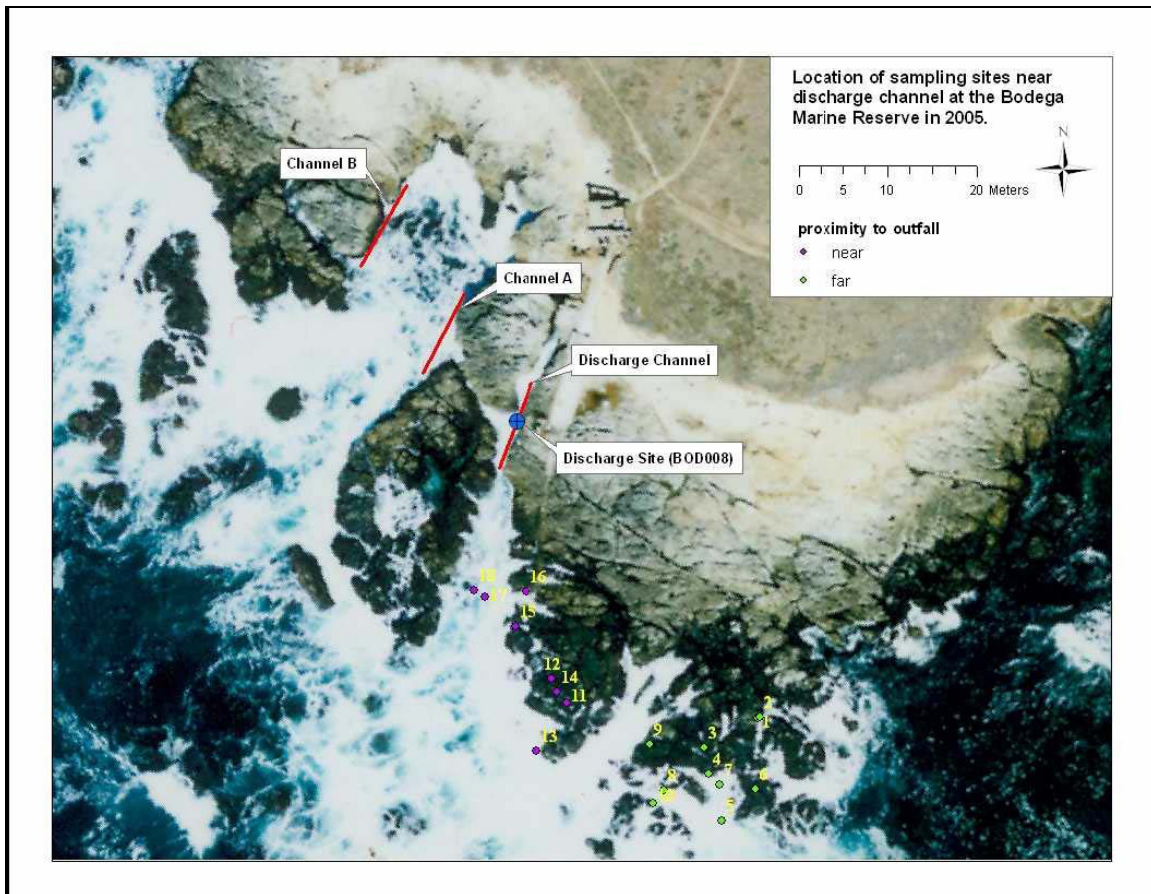 Location of sampling sites near
discharge channel at the Bodega
Marine Reserve in 2005.
N
0 5 10 20 Meters
proximity to outfall
near
far
Channel B
Channel A
Discharge Channel
Discharge Site (BOD008)
18
16
17
15
12
14
11
13
2
1
9
3
4
7
6
8
5